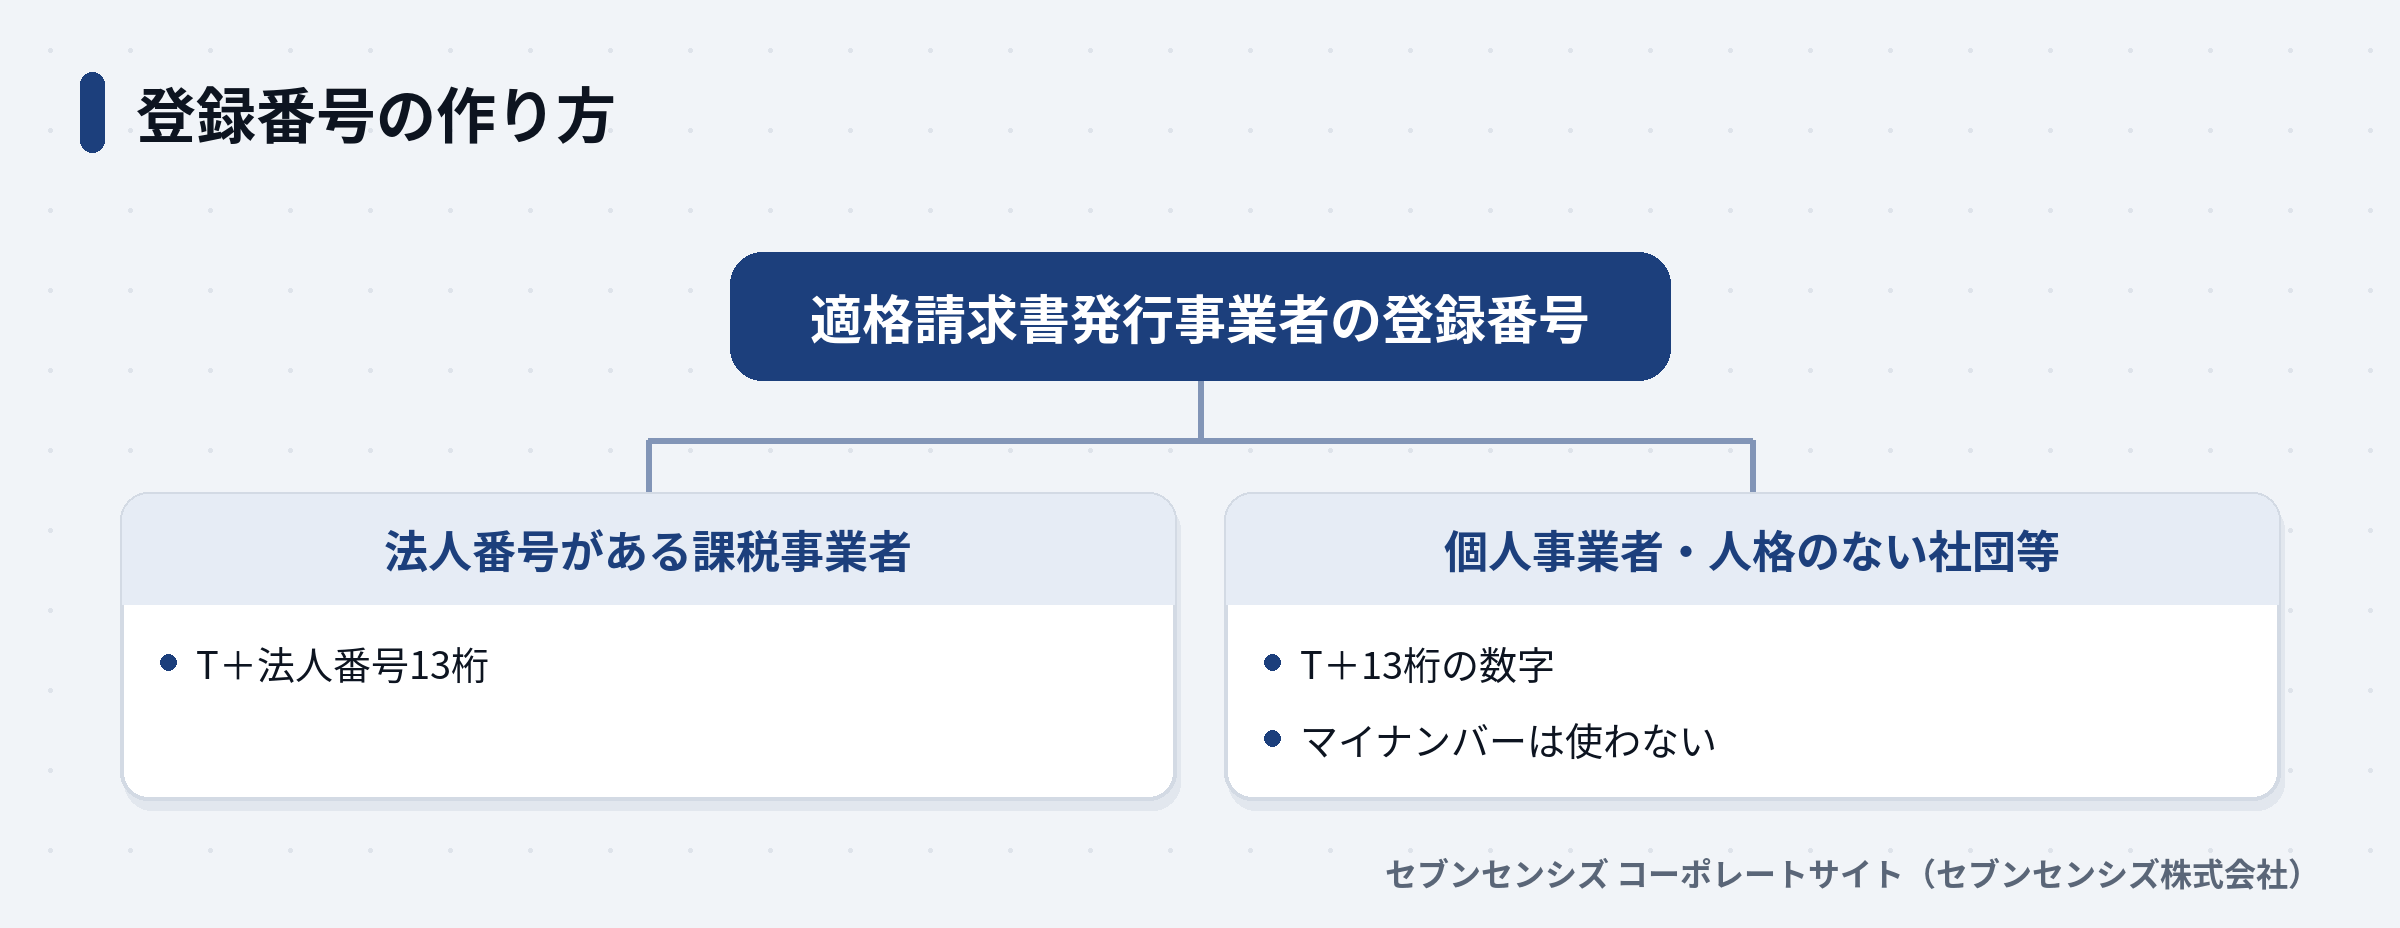 登録番号の作り方
適格請求書発行事業者の登録番号
法人番号がある課税事業者
T＋法人番号13桁
個人事業者・人格のない社団等
T＋13桁の数字
マイナンバーは使わない
セブンセンシズ コーポレートサイト（セブンセンシズ株式会社）